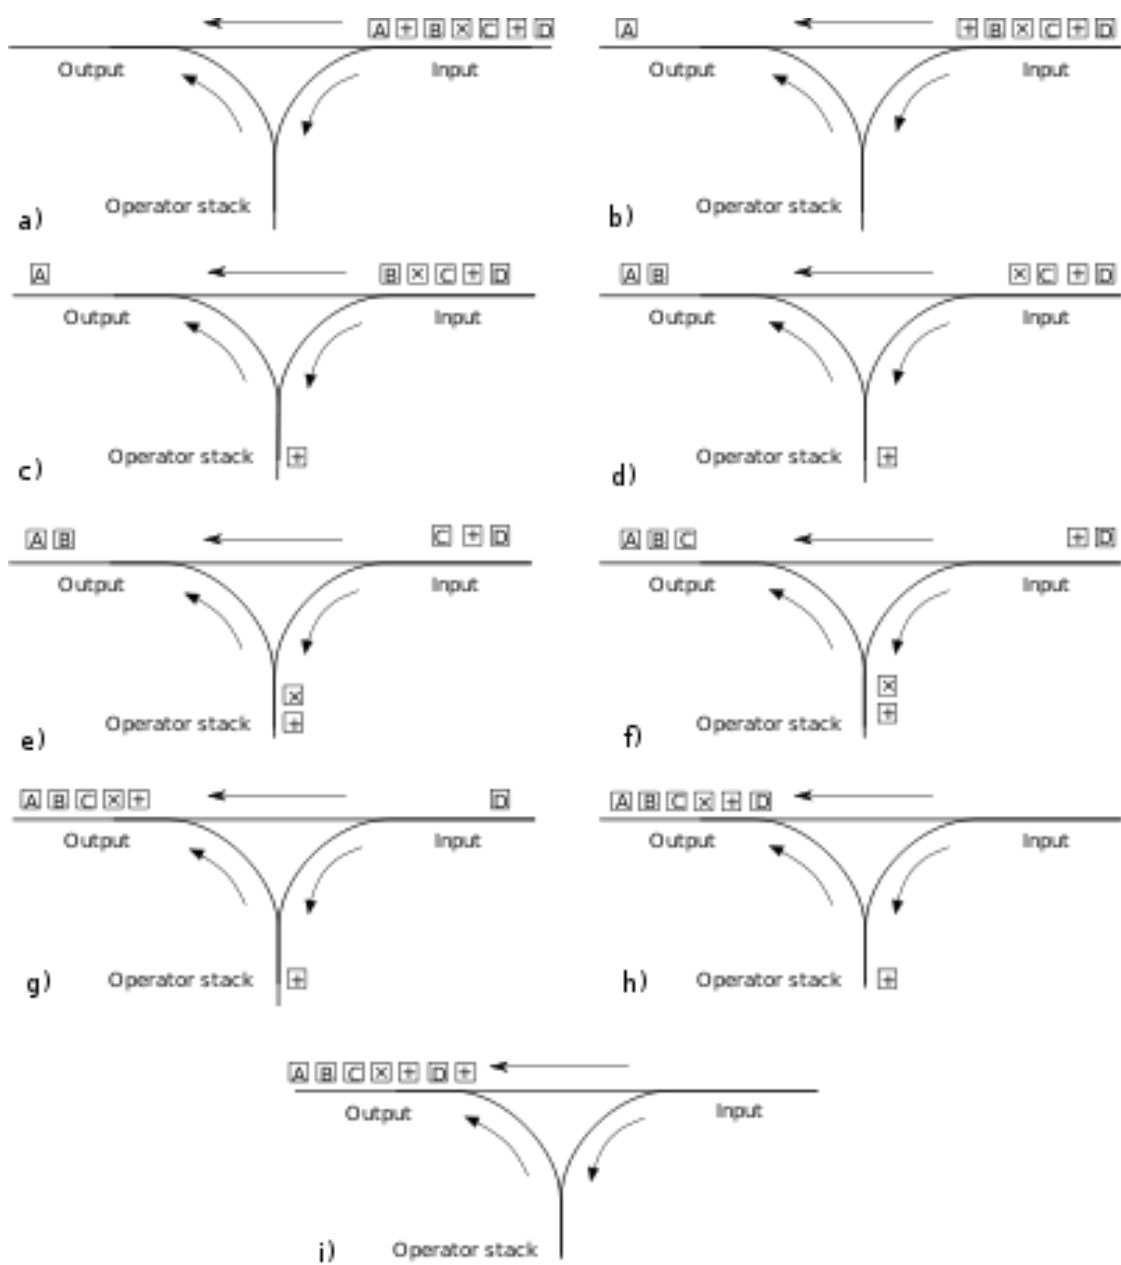 A + B × C + D
Output Input
Operator stack
a)
A + B × C + D
Output Input
Operator stack
b)
A B × C + D
Output Input
Operator stack +
c)
A B × C + D
Output Input
Operator stack +
d)
A B C + D
Output Input
×
Operator stack +
e)
A B C + D
Output Input
×
Operator stack +
f)
A B C × + D
Output Input
Operator stack +
g)
A B C × + D
Output Input
Operator stack +
h)
A B C × + D +
Output Input
Operator stack
i)